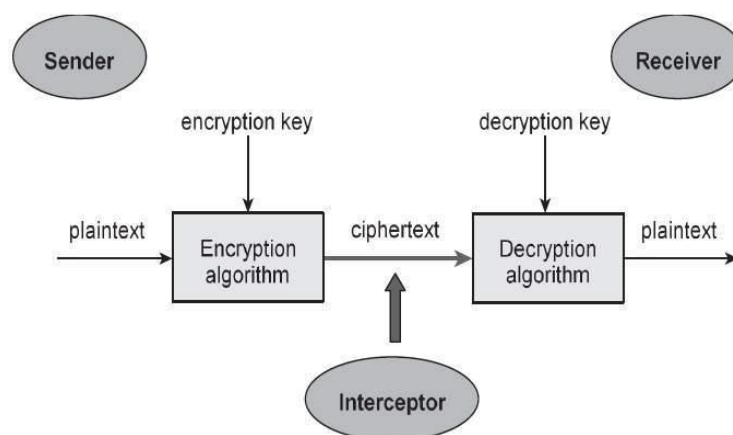 Sender
Receiver
encryption key
decryption key
plaintext
Encryption
algorithm
ciphertext
Decryption
algorithm
plaintext
Interceptor